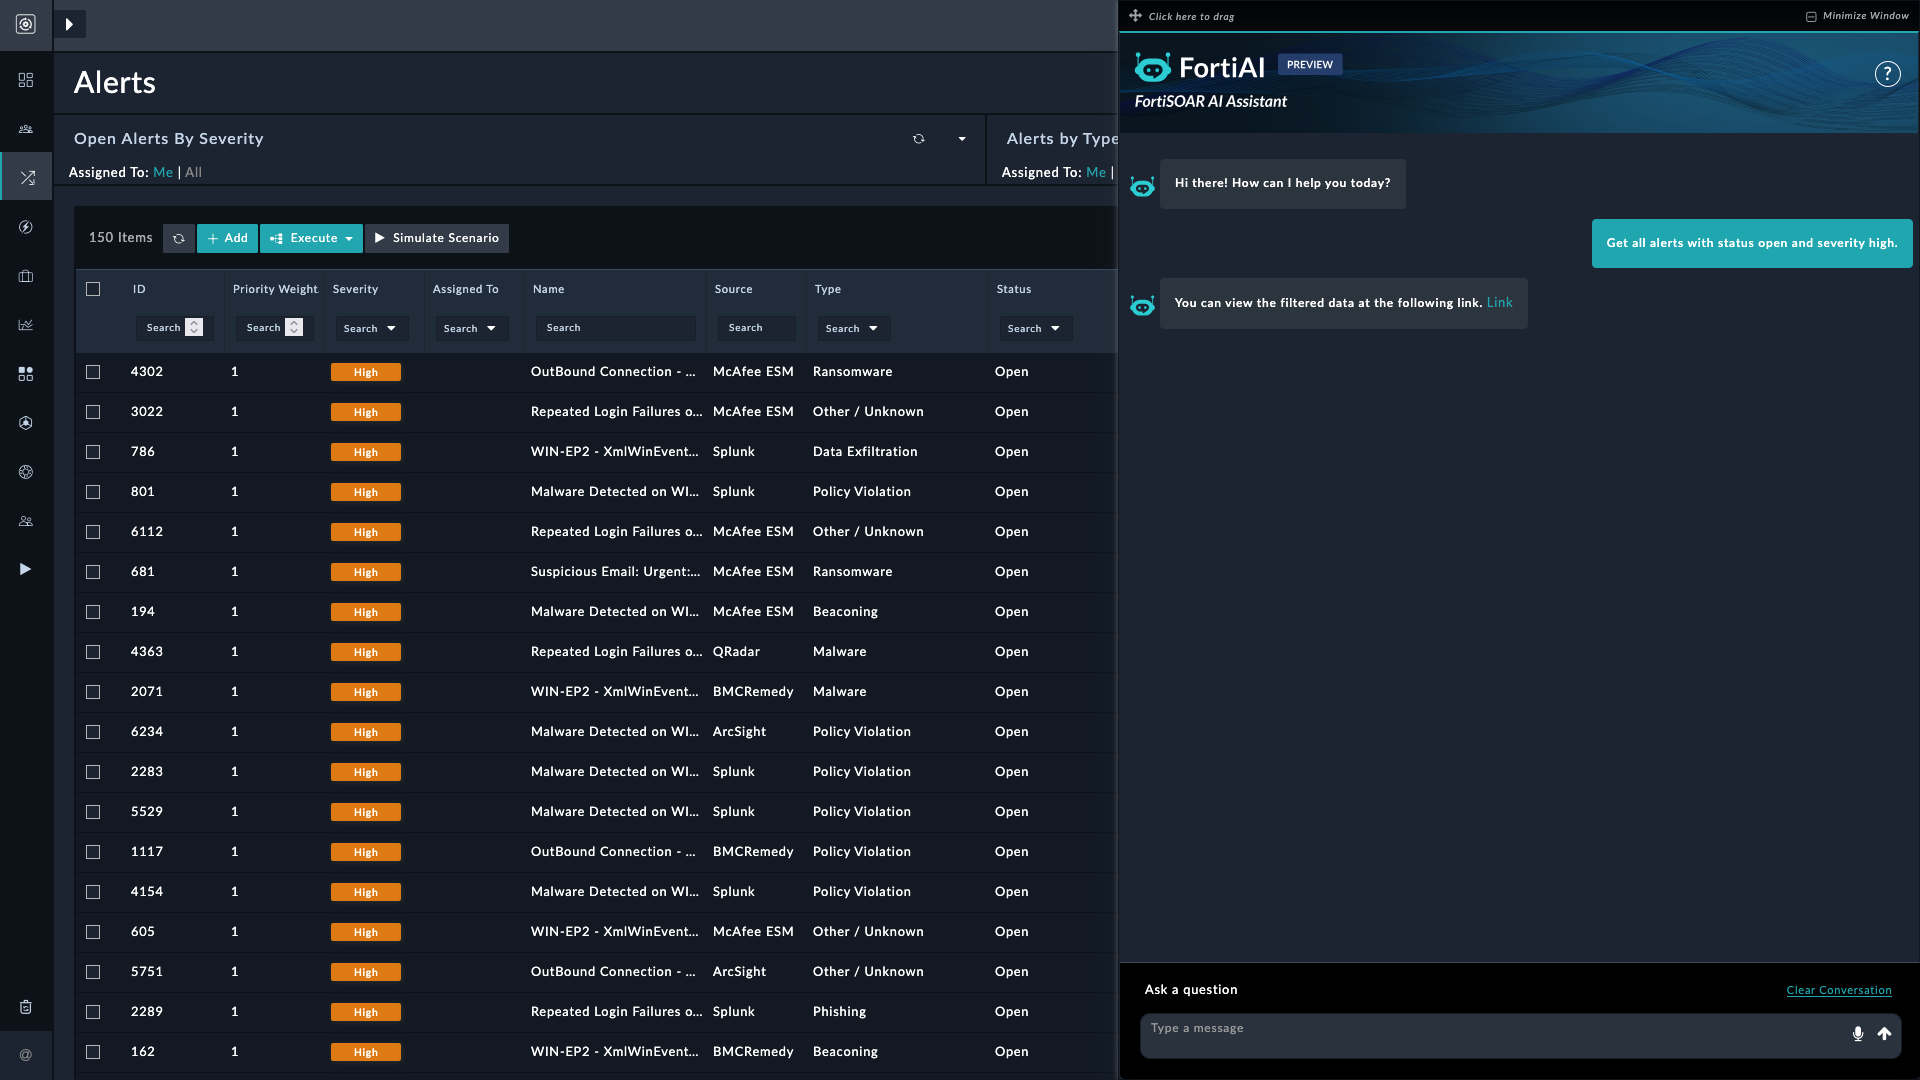 Click here to drag
Minimize Window
FortiAI PREVIEW
FortiSOAR AI Assistant
Alerts
Open Alerts By Severity
Assigned To: Me | All
Alerts by Type
Assigned To: Me |
Hi there! How can I help you today?
Get all alerts with status open and severity high.
You can view the filtered data at the following link. Link
150 Items + Add Execute Simulate Scenario
ID Priority Weight Severity Assigned To Name Source Type Status
Search Search Search Search Search Search Search Search
4302 1 High OutBound Connection - ... McAfee ESM Ransomware Open
3022 1 High Repeated Login Failures o... McAfee ESM Other / Unknown Open
786 1 High WIN-EP2 - XmlWinEvent... Splunk Data Exfiltration Open
801 1 High Malware Detected on WI... Splunk Policy Violation Open
6112 1 High Repeated Login Failures o... McAfee ESM Other / Unknown Open
681 1 High Suspicious Email: Urgent:... McAfee ESM Ransomware Open
194 1 High Malware Detected on WI... McAfee ESM Beaconing Open
4363 1 High Repeated Login Failures o... QRadar Malware Open
2071 1 High WIN-EP2 - XmlWinEvent... BMCRemedy Malware Open
6234 1 High Malware Detected on WI... ArcSight Policy Violation Open
2283 1 High Malware Detected on WI... Splunk Policy Violation Open
5529 1 High Malware Detected on WI... Splunk Policy Violation Open
1117 1 High OutBound Connection - ... BMCRemedy Policy Violation Open
4154 1 High Malware Detected on WI... Splunk Policy Violation Open
605 1 High WIN-EP2 - XmlWinEvent... McAfee ESM Other / Unknown Open
5751 1 High OutBound Connection - ... ArcSight Other / Unknown Open
2289 1 High Repeated Login Failures o... Splunk Phishing Open
162 1 High WIN-EP2 - XmlWinEvent... BMCRemedy Beaconing Open
Ask a question
Clear Conversation
Type a message